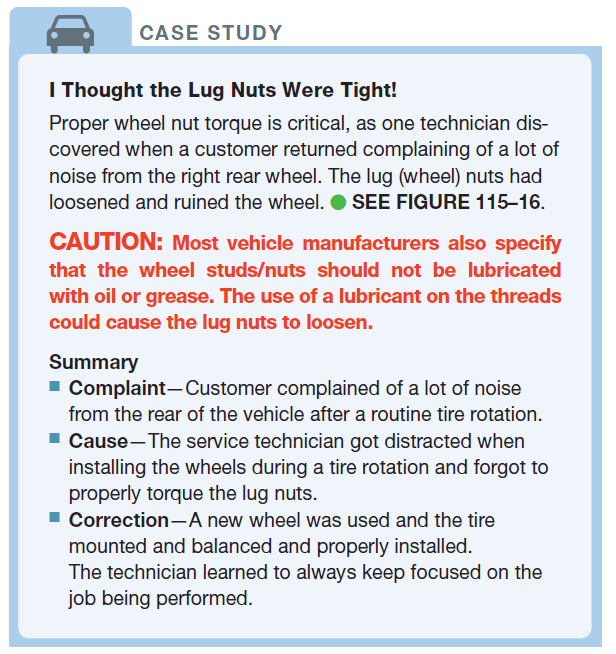 CASE STUDY
I Thought the Lug Nuts Were Tight!
Proper wheel nut torque is critical, as one technician dis-
covered when a customer returned complaining of a lot of
noise from the right rear wheel. The lug (wheel) nuts had
loosened and ruined the wheel. ● SEE FIGURE 115–16.
CAUTION: Most vehicle manufacturers also specify
that the wheel studs/nuts should not be lubricated
with oil or grease. The use of a lubricant on the threads
could cause the lug nuts to loosen.
Summary
■ Complaint—Customer complained of a lot of noise
from the rear of the vehicle after a routine tire rotation.
■ Cause—The service technician got distracted when
installing the wheels during a tire rotation and forgot to
properly torque the lug nuts.
■ Correction—A new wheel was used and the tire
mounted and balanced and properly installed.
The technician learned to always keep focused on the
job being performed.